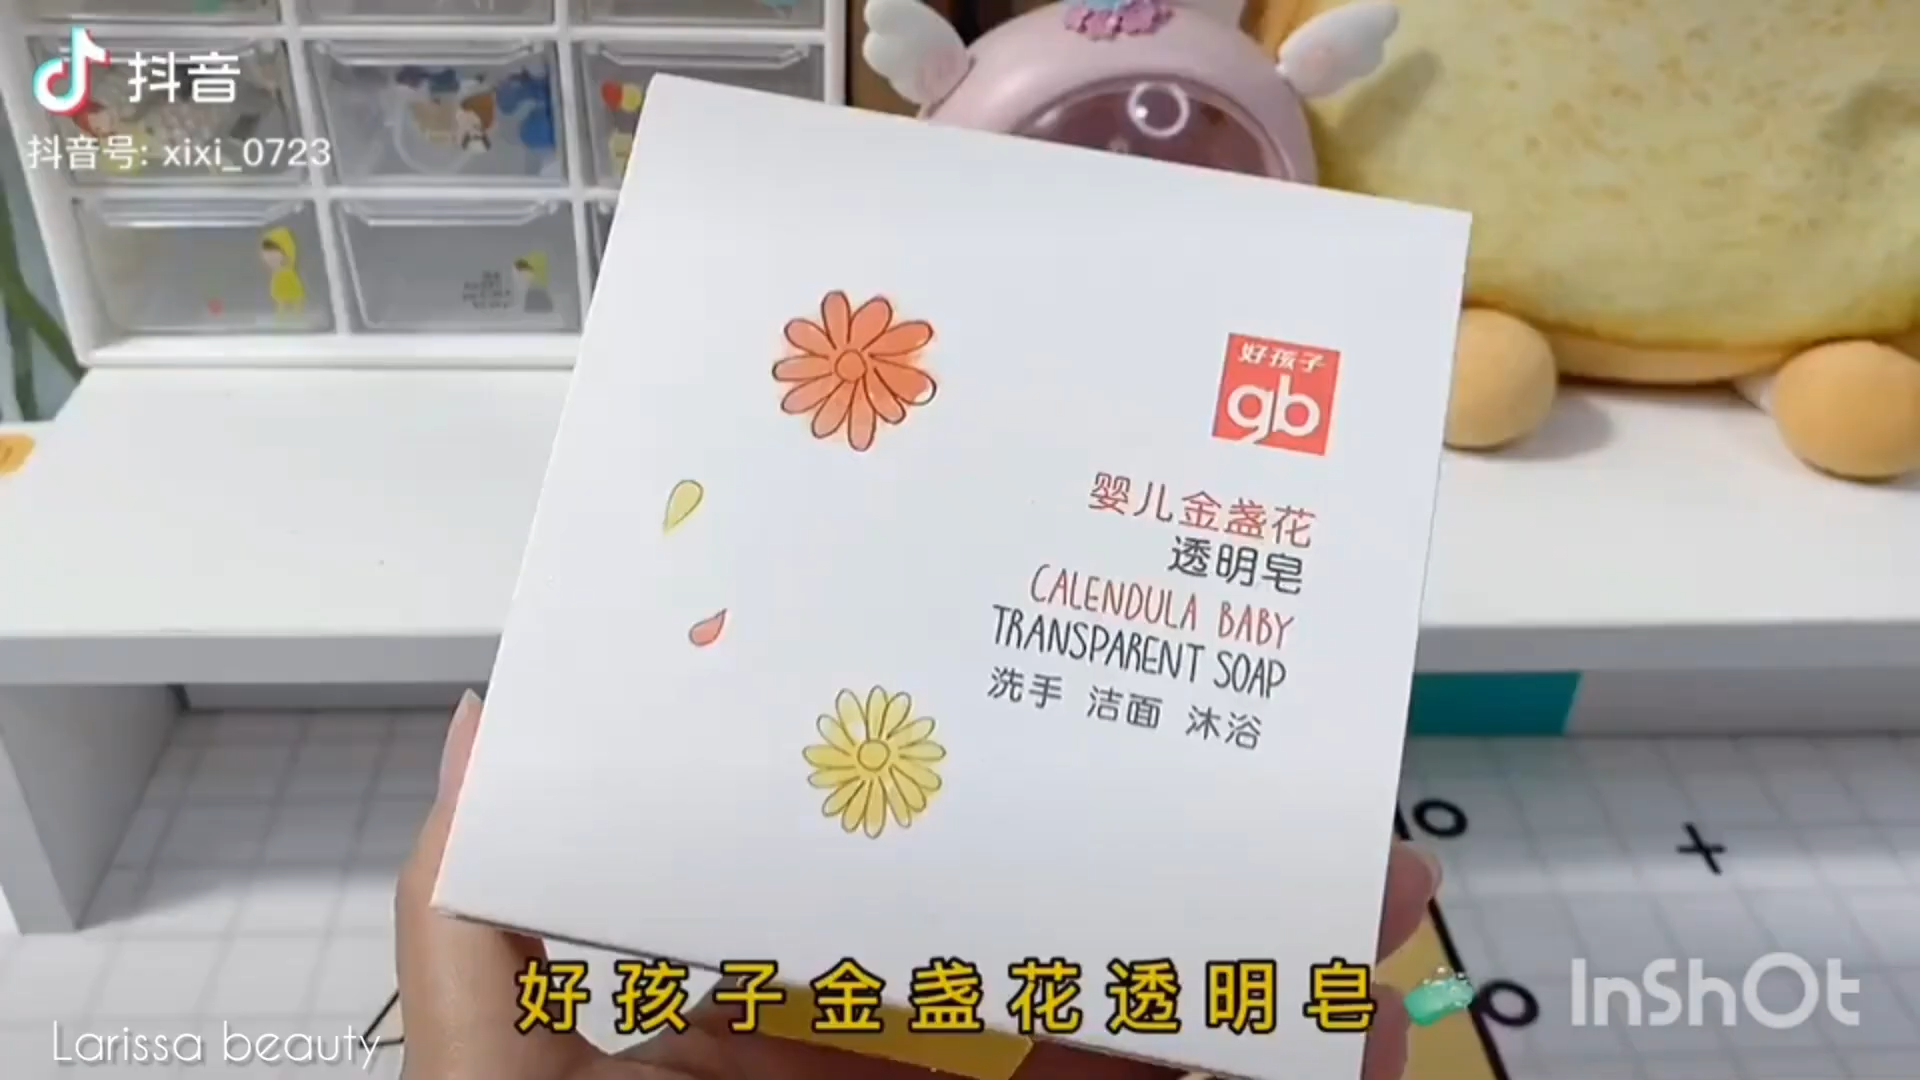 抖音
抖音号: xixi_0723
好孩子
gb
婴儿金盏花
透明皂
CALENDULA BABY
TRANSPARENT SOAP
洗手 洁面 沐浴
好孩子金盏花透明皂
InShOt
Larissa beauty